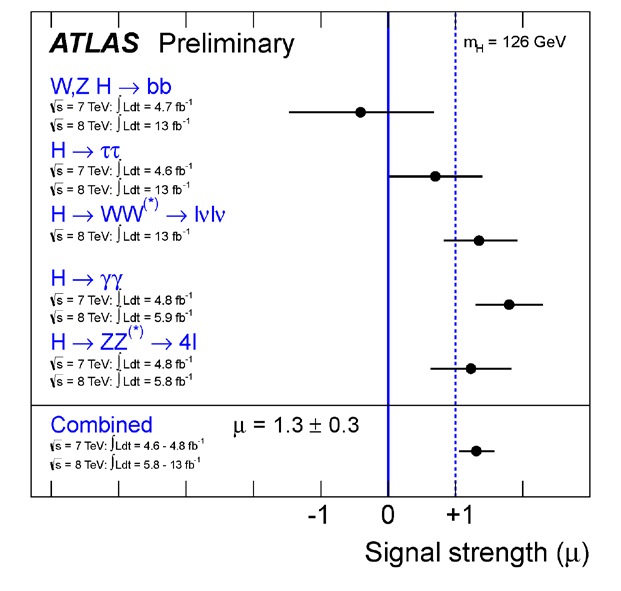 ATLAS Preliminary
m_H = 126 GeV
W,Z H → bb
√s = 7 TeV: ∫Ldt = 4.7 fb⁻¹
√s = 8 TeV: ∫Ldt = 13 fb⁻¹
H → ττ
√s = 7 TeV: ∫Ldt = 4.6 fb⁻¹
√s = 8 TeV: ∫Ldt = 13 fb⁻¹
H → WW⁽*⁾ → lνlν
√s = 8 TeV: ∫Ldt = 13 fb⁻¹
H → γγ
√s = 7 TeV: ∫Ldt = 4.8 fb⁻¹
√s = 8 TeV: ∫Ldt = 5.9 fb⁻¹
H → ZZ⁽*⁾ → 4l
√s = 7 TeV: ∫Ldt = 4.8 fb⁻¹
√s = 8 TeV: ∫Ldt = 5.8 fb⁻¹
Combined
μ = 1.3 ± 0.3
√s = 7 TeV: ∫Ldt = 4.6 - 4.8 fb⁻¹
√s = 8 TeV: ∫Ldt = 5.8 - 13 fb⁻¹
-1 0 +1
Signal strength (μ)